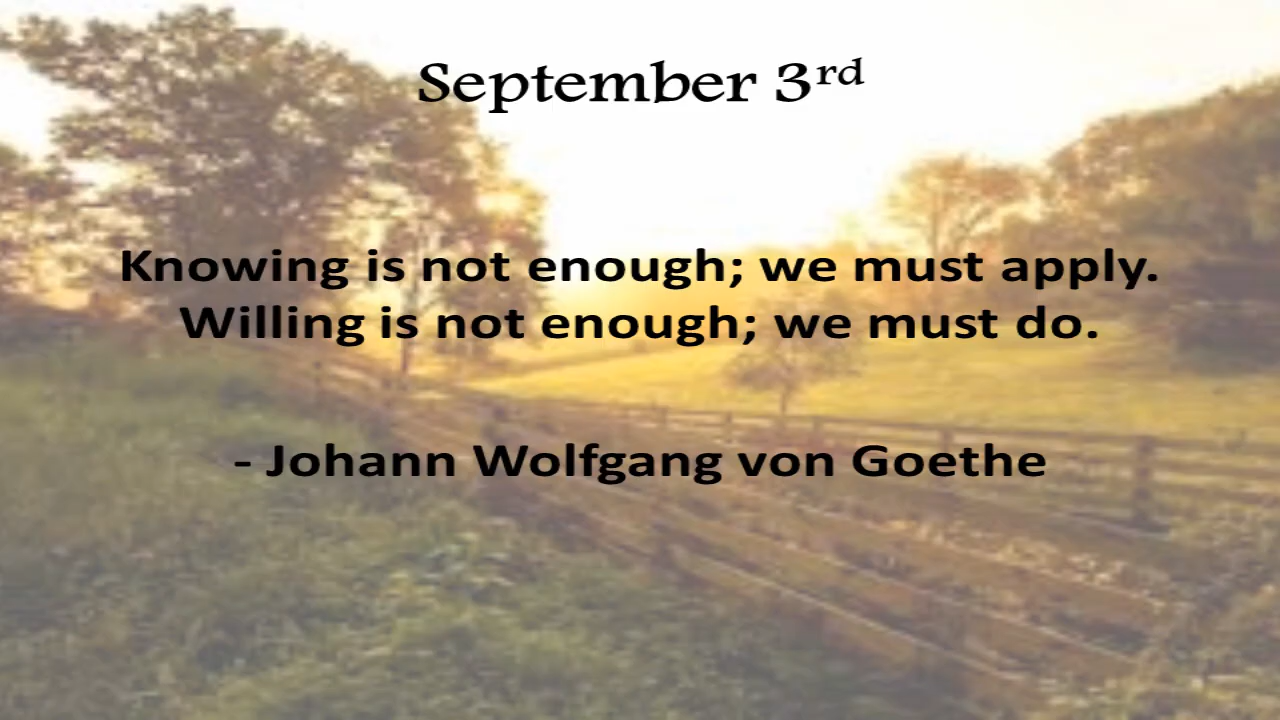 September 3rd
Knowing is not enough; we must apply.
Willing is not enough; we must do.
- Johann Wolfgang von Goethe